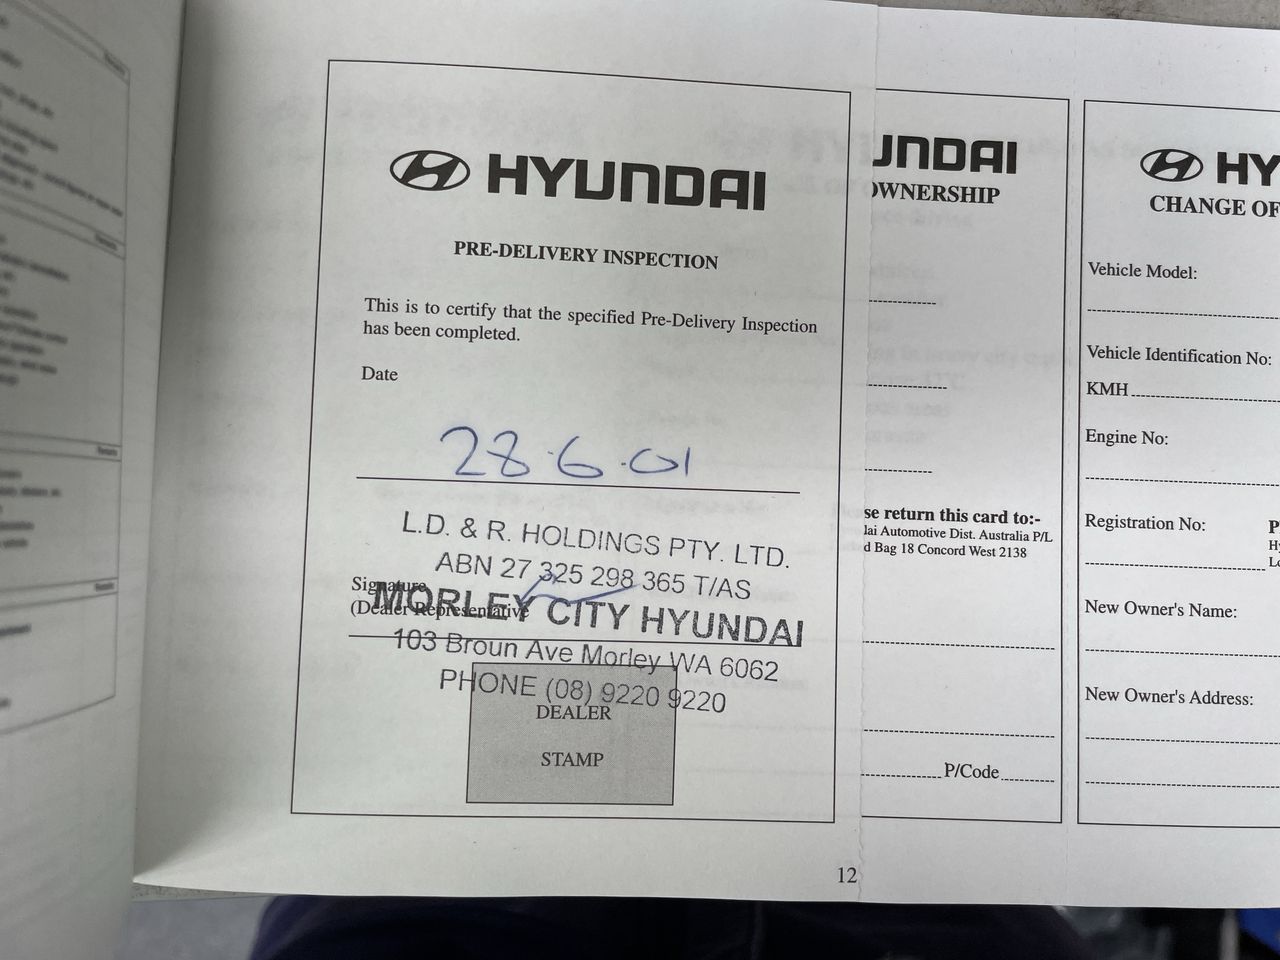 HYUNDAI
PRE-DELIVERY INSPECTION
This is to certify that the specified Pre-Delivery Inspection
has been completed.
Date
28.6.01
L.D. & R. HOLDINGS PTY. LTD.
ABN 27 325 298 365 T/AS
Signature
(Dealer Representative
MORLEY CITY HYUNDAI
103 Broun Ave Morley WA 6062
PHONE (08) 9220 9220
DEALER
STAMP
12
UNDAI
OWNERSHIP
se return this card to:-
lai Automotive Dist. Australia P/L
d Bag 18 Concord West 2138
P/Code
HY
CHANGE OF
Vehicle Model:
Vehicle Identification No:
KMH
Engine No:
Registration No:
P
Hy
Lo
New Owner's Name:
New Owner's Address: